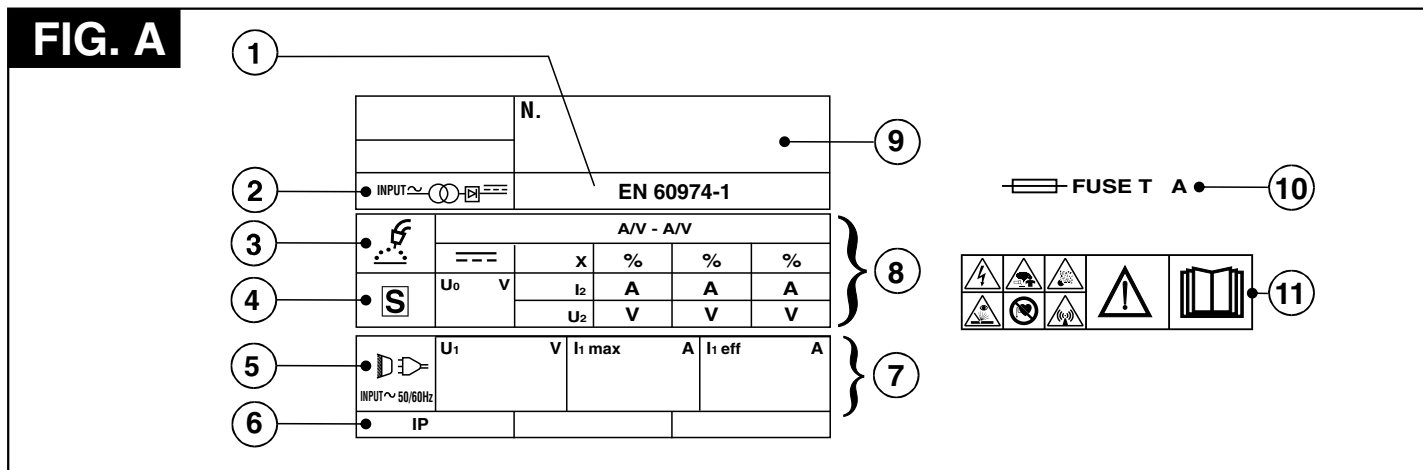 FIG. A
1
N.
9
2
INPUT~
EN 60974-1
FUSE T A
10
3
A/V - A/V
X % % %
8
4
S
U0 V
I2 A A A
U2 V V V
11
5
U1 V I1 max A I1 eff A
7
INPUT~ 50/60Hz
6
IP